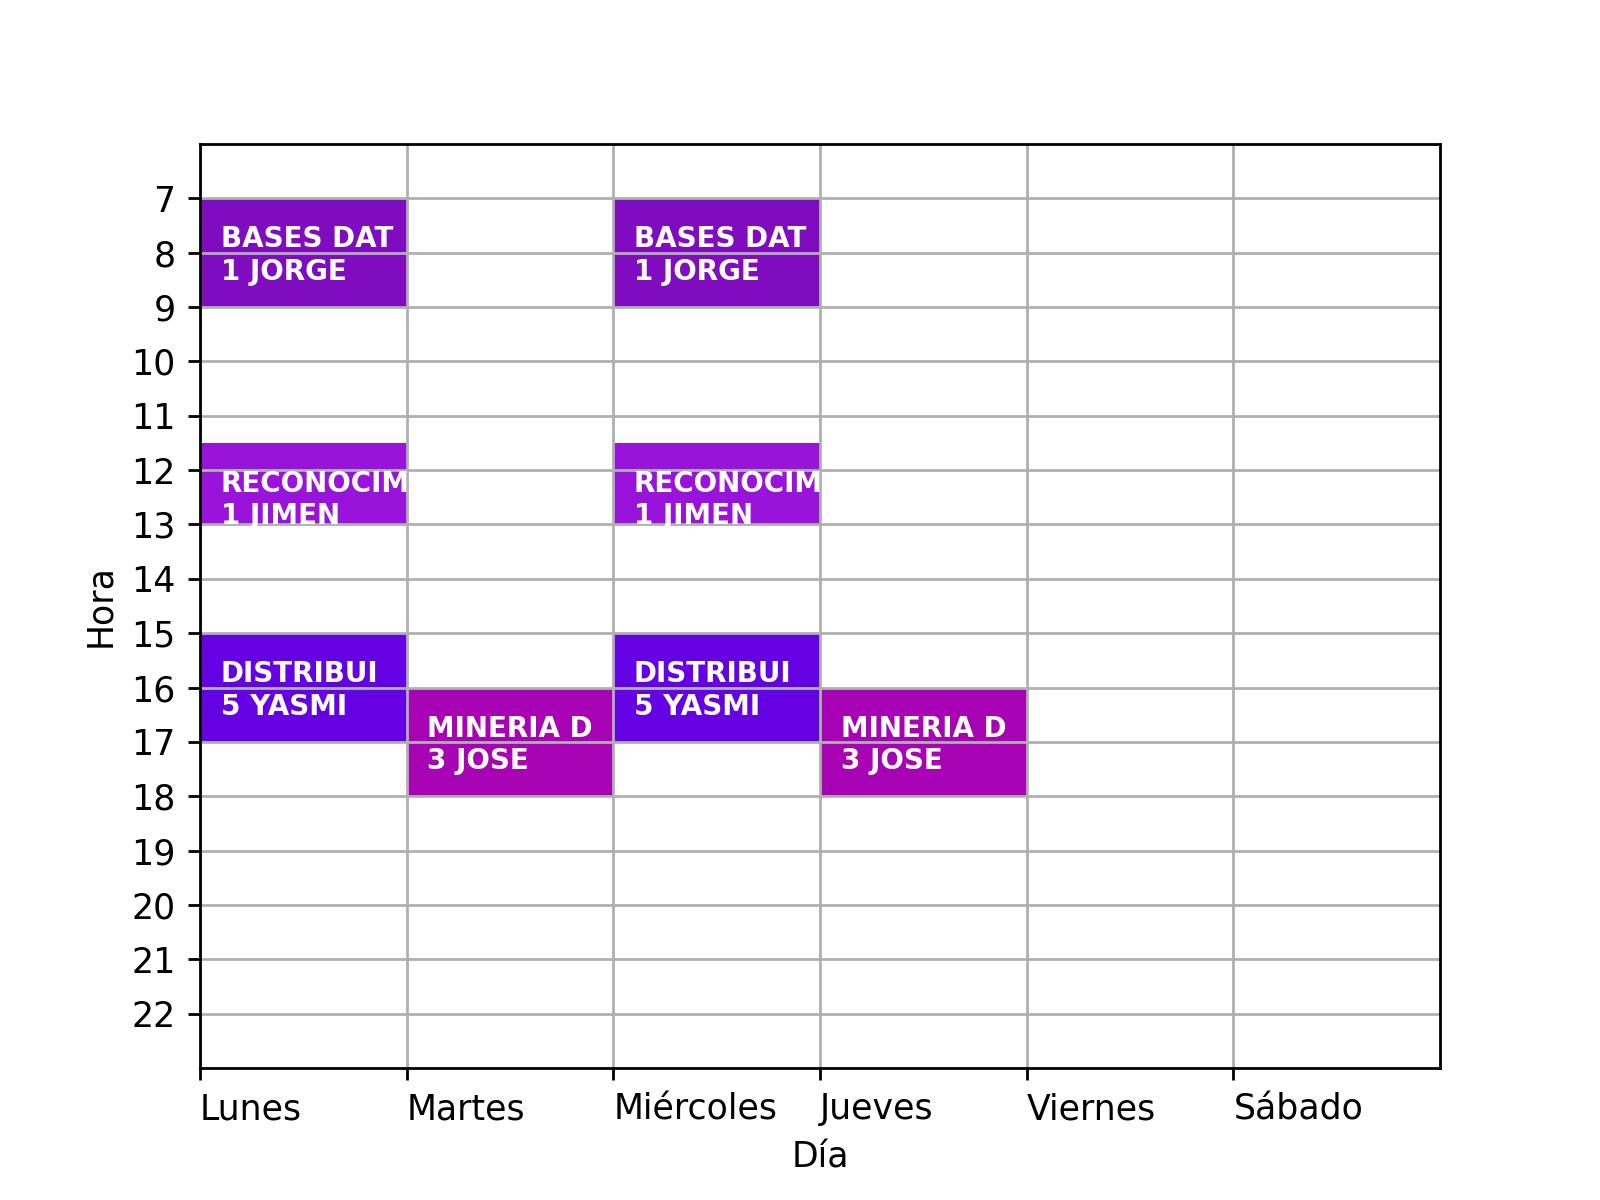 7
8
9
10
11
12
13
14
15
16
17
18
19
20
21
22
Hora
BASES DAT
1 JORGE
BASES DAT
1 JORGE
RECONOCIM
1 JIMEN
RECONOCIM
1 JIMEN
DISTRIBUI
5 YASMI
DISTRIBUI
5 YASMI
MINERIA D
3 JOSE
MINERIA D
3 JOSE
Lunes
Martes
Miércoles
Jueves
Viernes
Sábado
Día